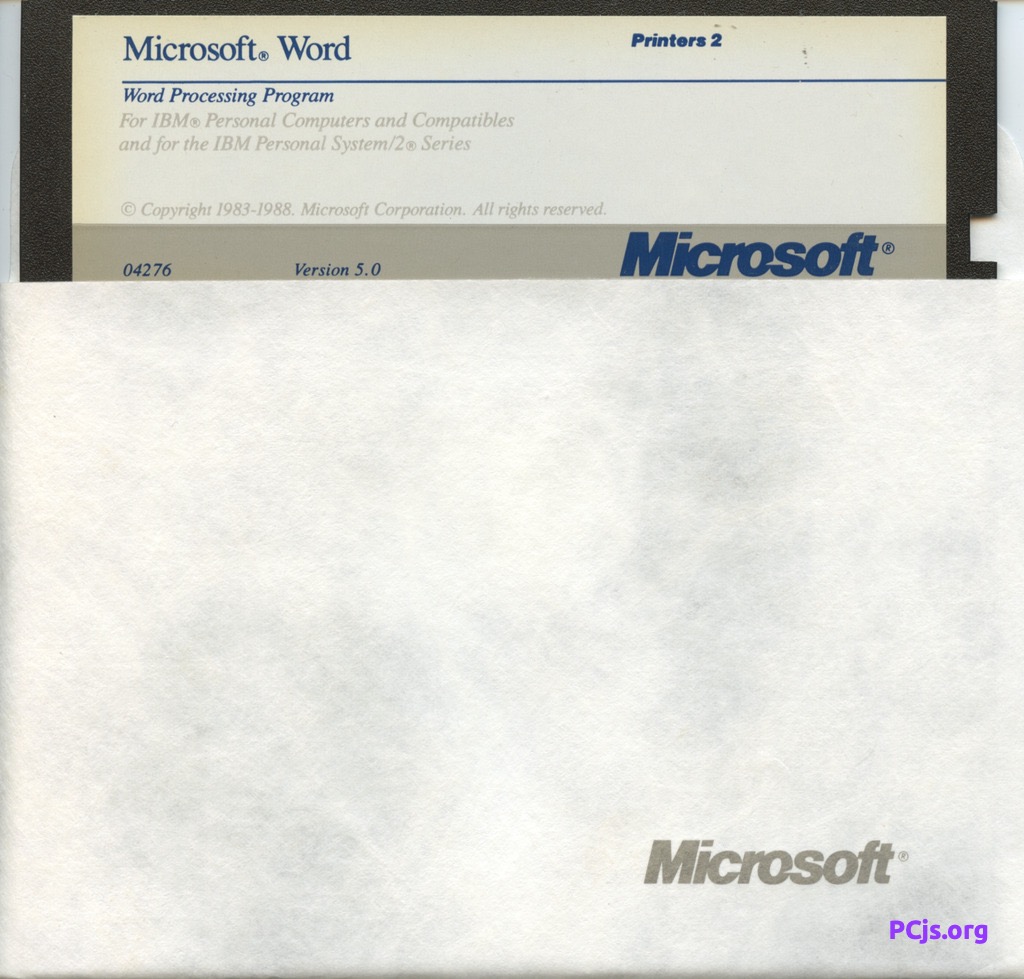 Microsoft® Word
Printers 2
Word Processing Program
For IBM® Personal Computers and Compatibles
and for the IBM Personal System/2® Series
© Copyright 1983-1988. Microsoft Corporation. All rights reserved.
04276 Version 5.0 Microsoft®
Microsoft®
PCjs.org